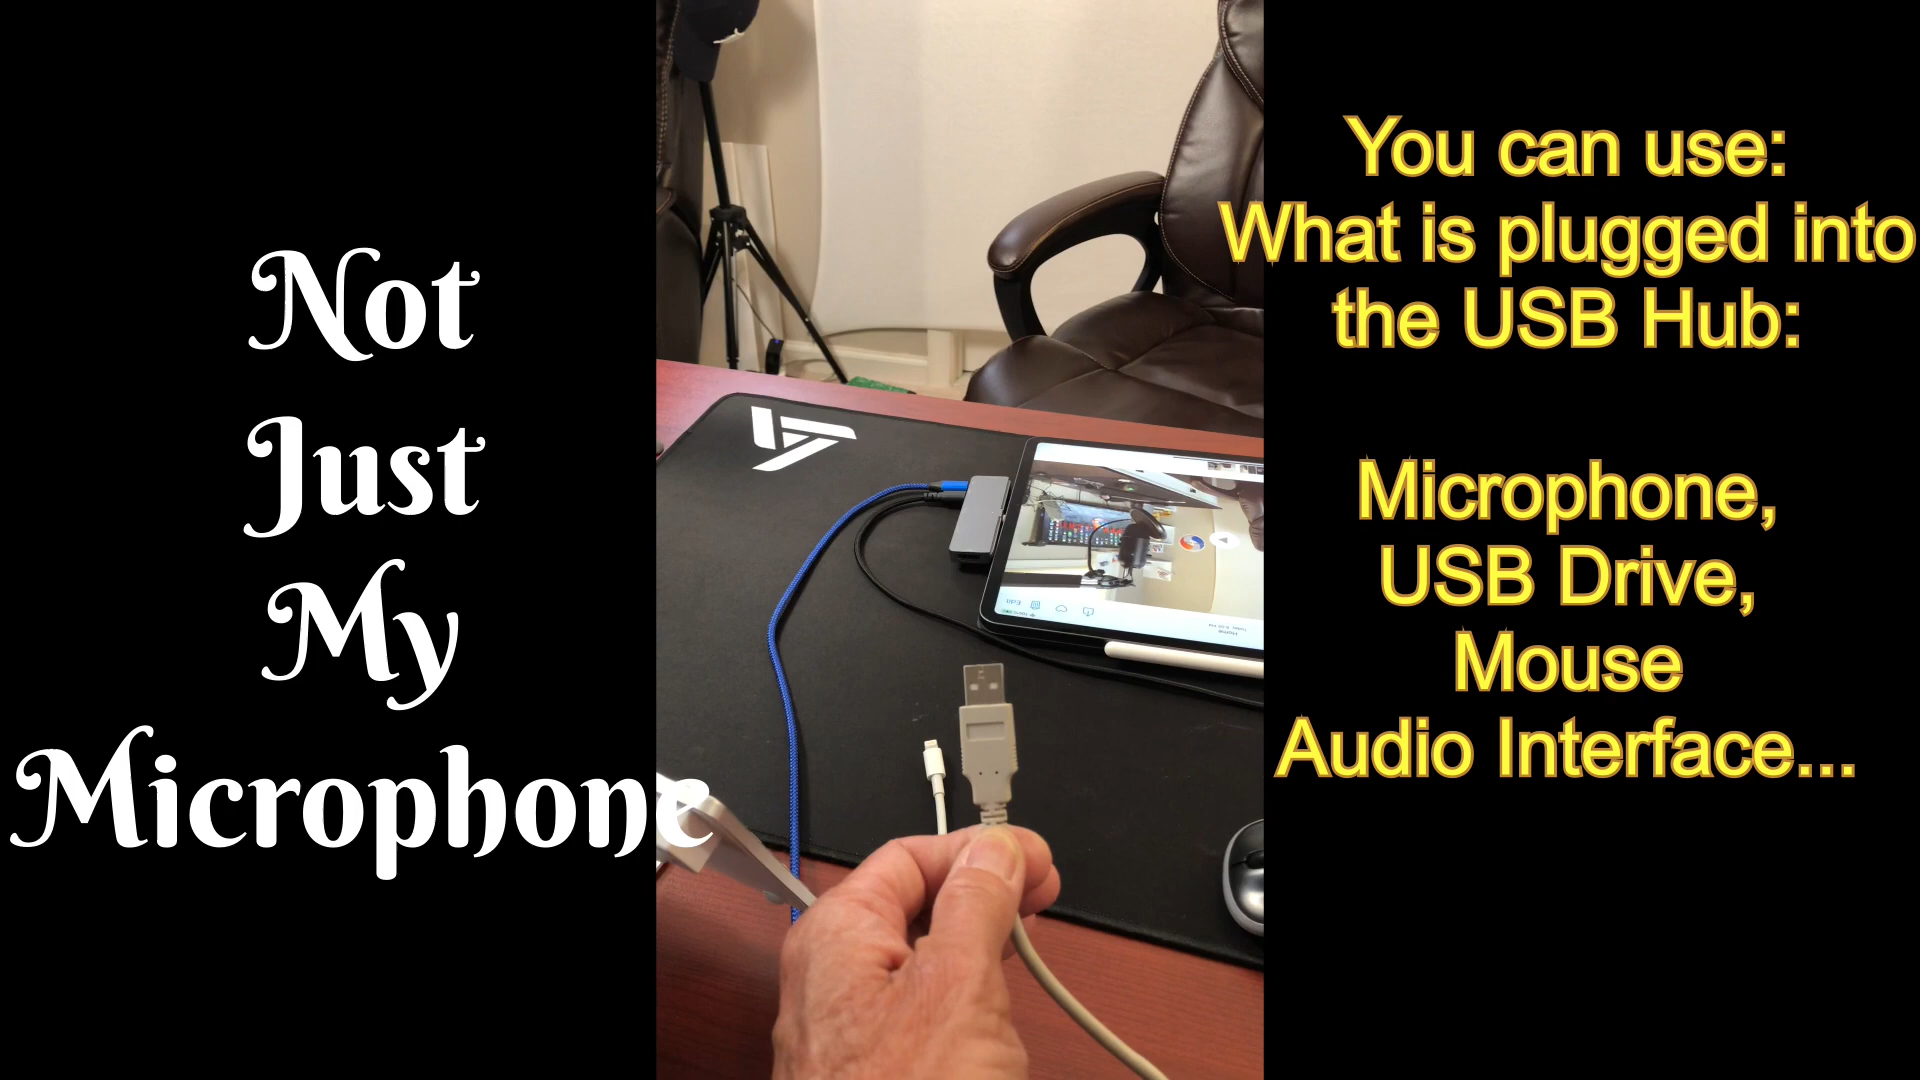 Not
Just
My
Microphone
You can use:
What is plugged into
the USB Hub:
Microphone,
USB Drive,
Mouse
Audio Interface...
Edit